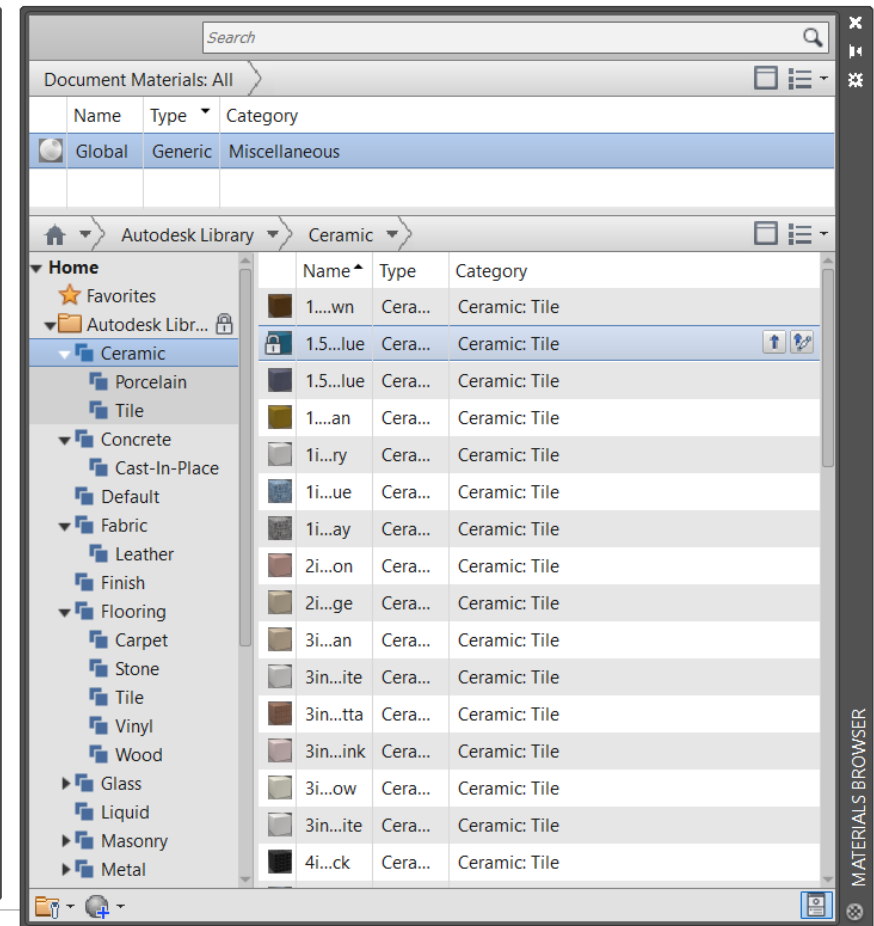 Search
Document Materials: All
Name Type Category
Global Generic Miscellaneous
Autodesk Library Ceramic
Home
Favorites
Autodesk Libr...
Ceramic
Porcelain
Tile
Concrete
Cast-In-Place
Default
Fabric
Leather
Finish
Flooring
Carpet
Stone
Tile
Vinyl
Wood
Glass
Liquid
Masonry
Metal
Name Type Category
1....wn Cera... Ceramic: Tile
1.5...lue Cera... Ceramic: Tile
1.5...lue Cera... Ceramic: Tile
1....an Cera... Ceramic: Tile
1i...ry Cera... Ceramic: Tile
1i...ue Cera... Ceramic: Tile
1i...ay Cera... Ceramic: Tile
2i...on Cera... Ceramic: Tile
2i...ge Cera... Ceramic: Tile
3i...an Cera... Ceramic: Tile
3in...ite Cera... Ceramic: Tile
3in...tta Cera... Ceramic: Tile
3in...ink Cera... Ceramic: Tile
3i...ow Cera... Ceramic: Tile
3in...ite Cera... Ceramic: Tile
4i...ck Cera... Ceramic: Tile
MATERIALS BROWSER